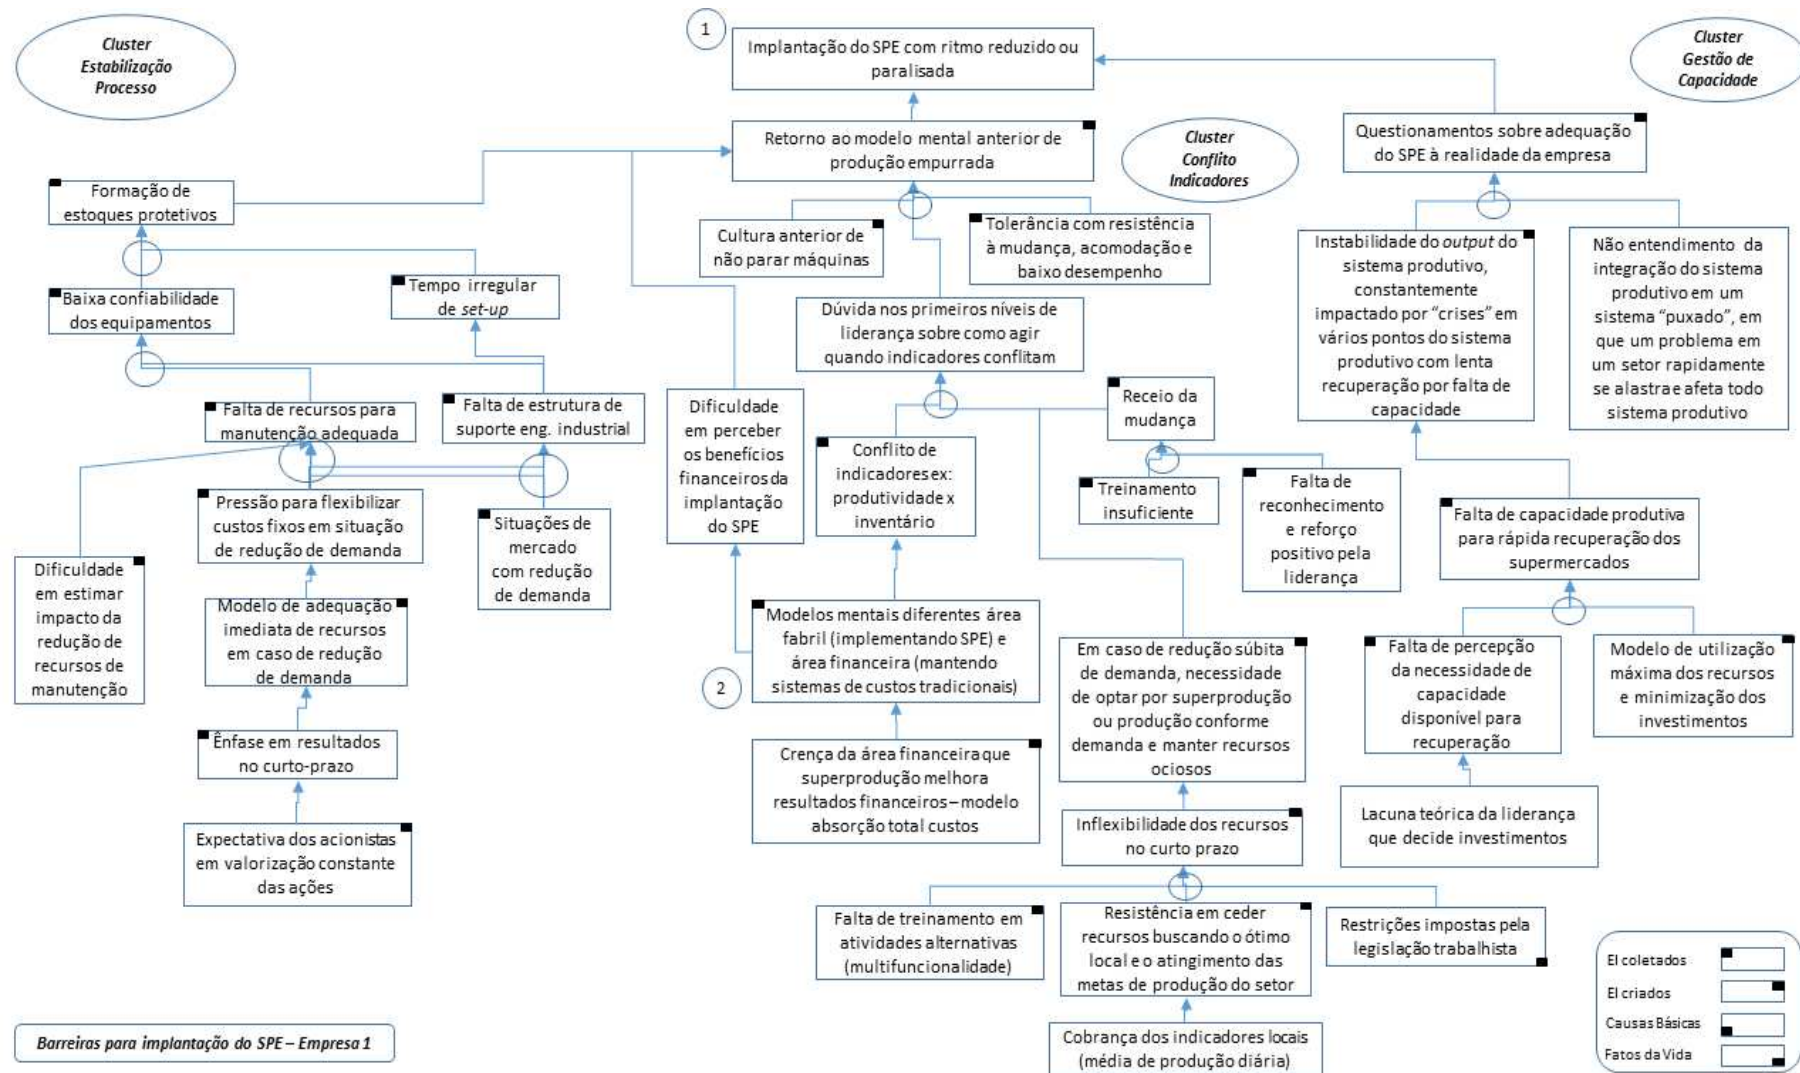 Cluster
Estabilização
Processo
1
Implantação do SPE com ritmo reduzido ou
paralisada
Cluster
Gestão de
Capacidade
Retorno ao modelo mental anterior de
produção empurrada
Cluster
Conflito
Indicadores
Questionamentos sobre adequação
do SPE à realidade da empresa
Formação de
estoques protetivos
Cultura anterior de
não parar máquinas
Tolerância com resistência
à mudança, acomodação e
baixo desempenho
Instabilidade do output do
sistema produtivo,
constantemente
impactado por “crises” em
vários pontos do sistema
produtivo com lenta
recuperação por falta de
capacidade
Não entendimento da
integração do sistema
produtivo em um
sistema “puxado”, em
que um problema em
um setor rapidamente
se alastra e afeta todo
sistema produtivo
Baixa confiabilidade
dos equipamentos
Tempo irregular
de set-up
Dúvida nos primeiros níveis de
liderança sobre como agir
quando indicadores conflitam
Falta de recursos para
manutenção adequada
Falta de estrutura de
suporte eng. industrial
Dificuldade
em perceber
os benefícios
financeiros da
implantação
do SPE
Conflito de
indicadores ex:
produtividade x
inventário
Receio da
mudança
Treinamento
insuficiente
Falta de
reconhecimento
e reforço
positivo pela
liderança
Pressão para flexibilizar
custos fixos em situação
de redução de demanda
Situações de
mercado
com redução
de demanda
Falta de capacidade produtiva
para rápida recuperação dos
supermercados
Dificuldade
em estimar
impacto da
redução de
recursos de
manutenção
Modelo de adequação
imediata de recursos
em caso de redução
de demanda
2
Modelos mentais diferentes área
fabril (implementando SPE) e
área financeira (mantendo
sistemas de custos tradicionais)
Em caso de redução súbita
de demanda, necessidade
de optar por superprodução
ou produção conforme
demanda e manter recursos
ociosos
Falta de percepção
da necessidade de
capacidade
disponível para
recuperação
Modelo de utilização
máxima dos recursos
e minimização dos
investimentos
Ênfase em resultados
no curto-prazo
Crença da área financeira que
superprodução melhora
resultados financeiros – modelo
absorção total custos
Expectativa dos acionistas
em valorização constante
das ações
Inflexibilidade dos recursos
no curto prazo
Lacuna teórica da liderança
que decide investimentos
Falta de treinamento em
atividades alternativas
(multifuncionalidade)
Resistência em ceder
recursos buscando o ótimo
local e o atingimento das
metas de produção do setor
Restrições impostas pela
legislação trabalhista
Cobrança dos indicadores locais
(média de produção diária)
Barreiras para implantação do SPE – Empresa 1
EI coletados
EI criados
Causas Básicas
Fatos da Vida